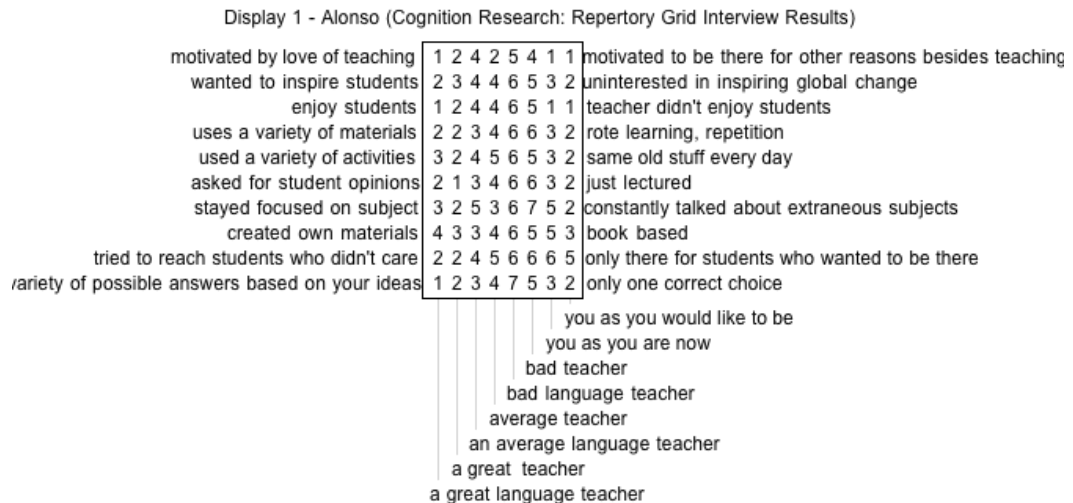 Display 1 - Alonso (Cognition Research: Repertory Grid Interview Results)
motivated by love of teaching 1 2 4 2 5 4 1 1 motivated to be there for other reasons besides teaching
wanted to inspire students 2 3 4 4 6 5 3 2 uninterested in inspiring global change
enjoy students 1 2 4 4 6 5 1 1 teacher didn't enjoy students
uses a variety of materials 2 2 3 4 6 6 3 2 rote learning, repetition
used a variety of activities 3 2 4 5 6 5 3 2 same old stuff every day
asked for student opinions 2 1 3 4 6 6 3 2 just lectured
stayed focused on subject 3 2 5 3 6 7 5 2 constantly talked about extraneous subjects
created own materials 4 3 3 4 6 5 5 3 book based
tried to reach students who didn't care 2 2 4 5 6 6 6 5 only there for students who wanted to be there
variety of possible answers based on your ideas 1 2 3 4 7 5 3 2 only one correct choice
you as you would like to be
you as you are now
bad teacher
bad language teacher
average teacher
an average language teacher
a great teacher
a great language teacher